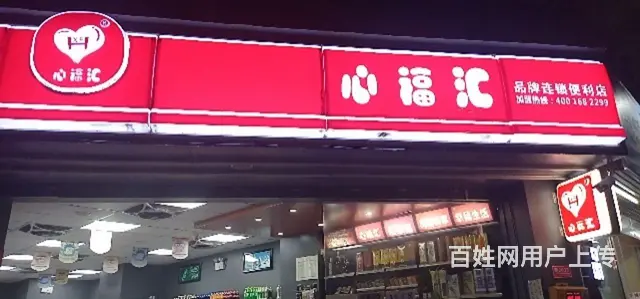 心福汇
心福汇
品牌连锁便利店
加盟热线：400 168 2299
心福汇
百姓网用户上传